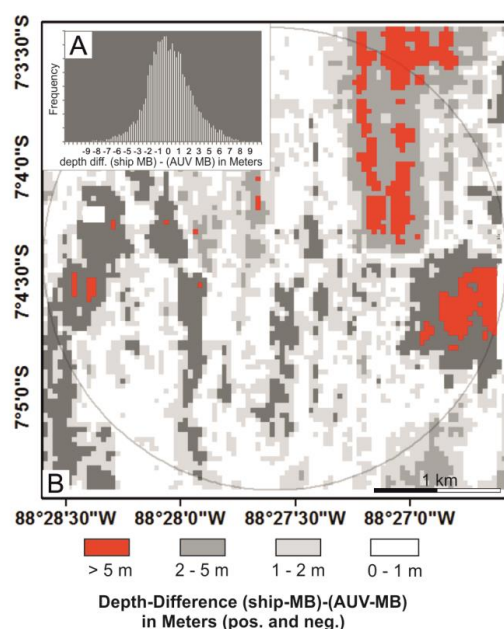 A
Frequency
-9 -8 -7 -6 -5 -4 -3 -2 -1 0 1 2 3 4 5 6 7 8 9
depth diff. (ship MB) - (AUV MB) in Meters
7°3'30"S
7°4'0"S
7°4'30"S
7°5'0"S
B
1 km
88°28'30"W 88°28'0"W 88°27'30"W 88°27'0"W
> 5 m 2 - 5 m 1 - 2 m 0 - 1 m
Depth-Difference (ship-MB)-(AUV-MB)
in Meters (pos. and neg.)